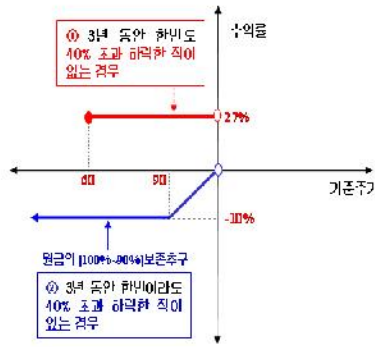 ① 3년 동안 한번도
40% 초과 하락한 적이
있는 경우
수익률
27%
60
90
기준주가
-10%
원금의 [100%~90%]보존추구
② 3년 동안 한번이라도
40% 초과 하락한 적이
있는 경우